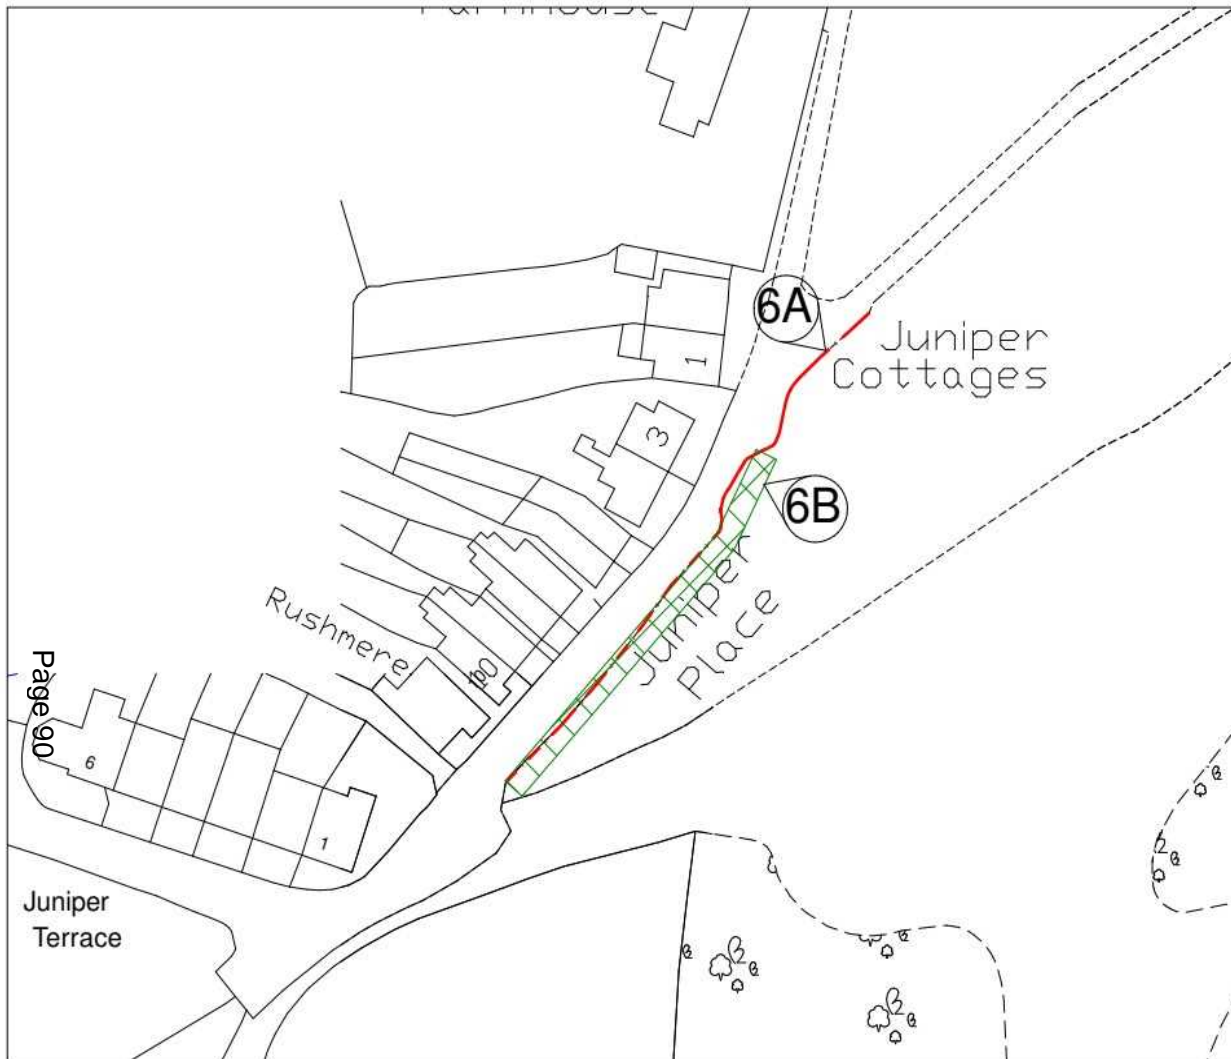 6A
Juniper
Cottages
1
3
6B
Juniper
Place
Rushmere
Page 90
6
1
Juniper
Terrace